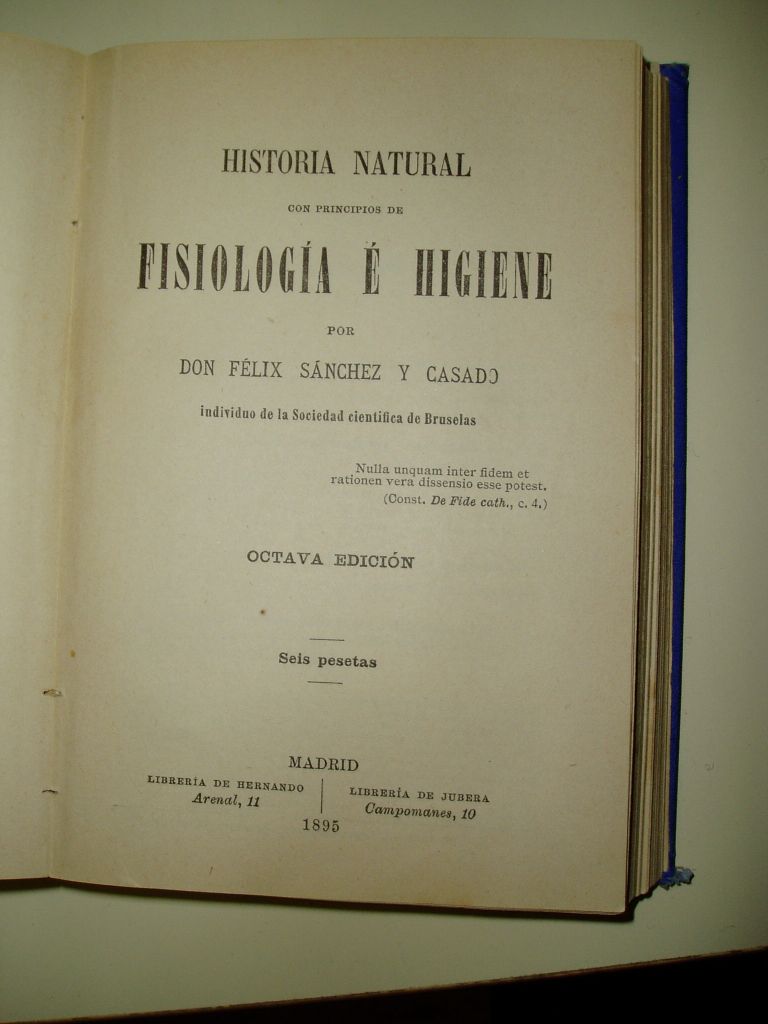 HISTORIA NATURAL
CON PRINCIPIOS DE
FISIOLOGÍA É HIGIENE
POR
DON FÉLIX SÁNCHEZ Y CASADO
individuo de la Sociedad cientifica de Bruselas
Nulla unquam inter fidem et
rationen vera dissensio esse potest.
(Const. De Fide cath., c. 4.)
OCTAVA EDICIÓN
Seis pesetas
MADRID
LIBRERÍA DE HERNANDO
Arenal, 11
LIBRERÍA DE JUBERA
Campomanes, 10
1895